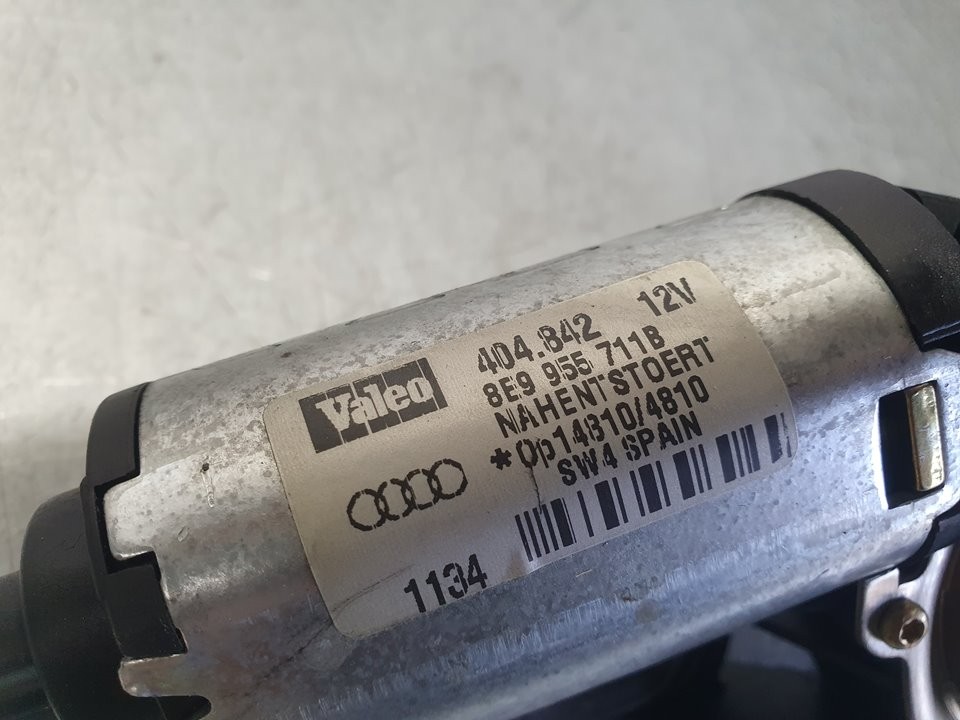 Valeo
404.842 12V
8E9 955 711B
NAHENTSTOERT
*0p14810/4810
SW4 SPAIN
1134